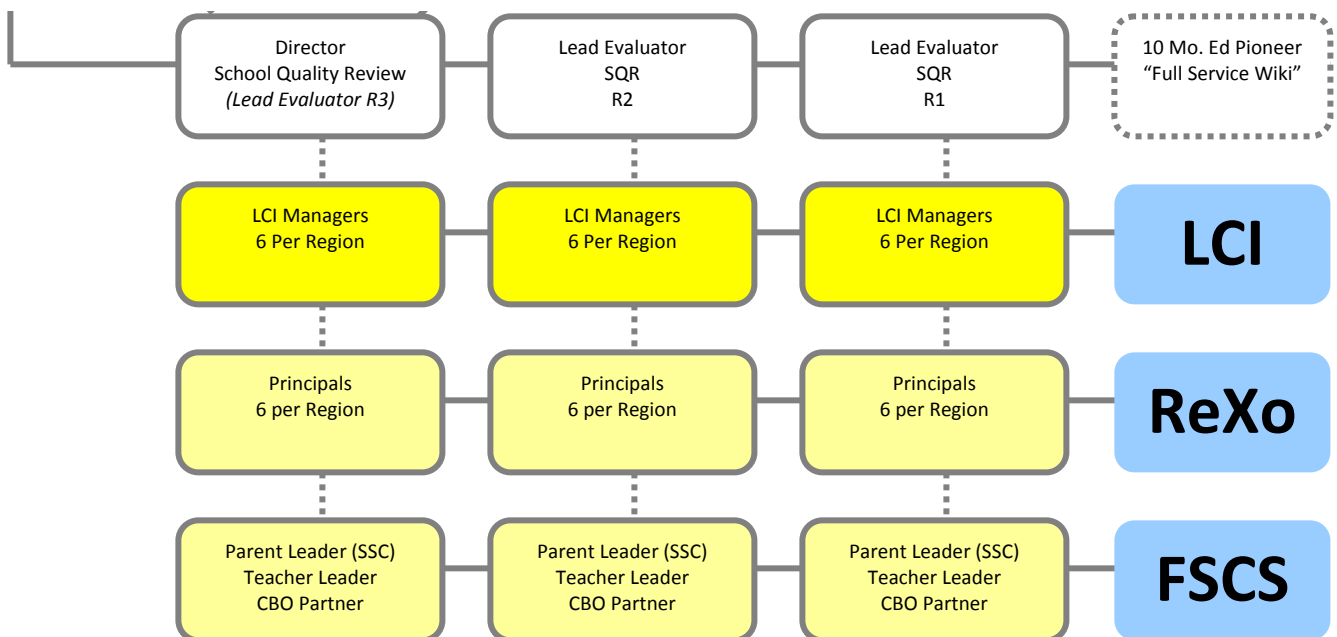 Director
School Quality Review
(Lead Evaluator R3)
Lead Evaluator
SQR
R2
Lead Evaluator
SQR
R1
10 Mo. Ed Pioneer
“Full Service Wiki”
LCI Managers
6 Per Region
LCI Managers
6 Per Region
LCI Managers
6 Per Region
LCI
Principals
6 per Region
Principals
6 per Region
Principals
6 per Region
ReXo
Parent Leader (SSC)
Teacher Leader
CBO Partner
Parent Leader (SSC)
Teacher Leader
CBO Partner
Parent Leader (SSC)
Teacher Leader
CBO Partner
FSCS